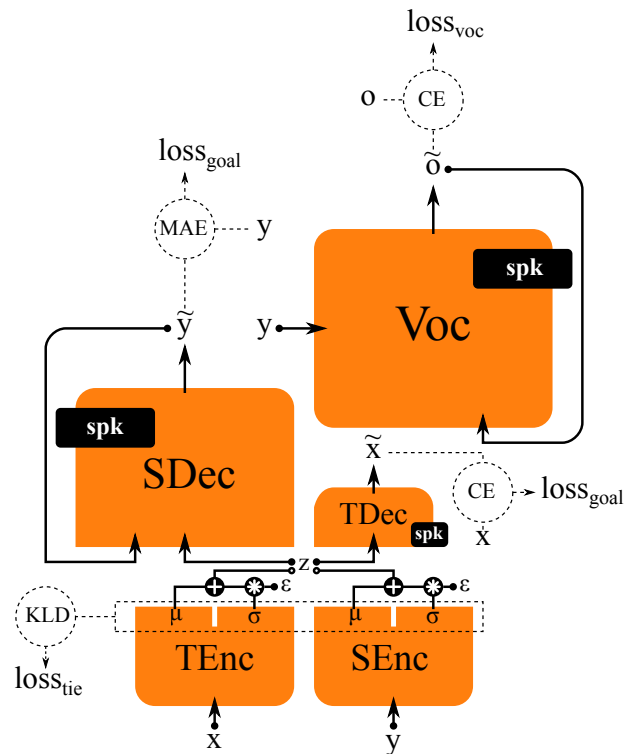 loss_voc
o CE
õ
loss_goal
MAE y
spk
Voc
ỹ y
spk
SDec
x̃
CE loss_goal
TDec
spk
x
z
ε ε
KLD μ σ μ σ
TEnc SEnc
loss_tie
x y